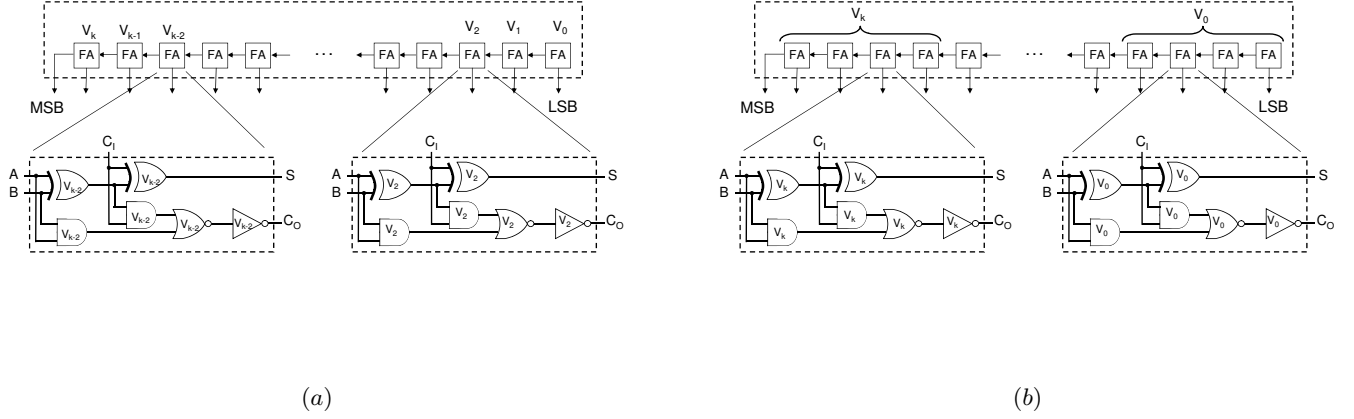 V_k V_{k-1} V_{k-2} V_2 V_1 V_0
FA FA FA FA FA ... FA FA FA FA FA
MSB LSB
C_I C_I
A V_{k-2} V_{k-2} S A V_2 V_2 S
B B
V_{k-2} V_{k-2} V_{k-2} V_{k-2} C_O V_2 V_2 V_2 V_2 C_O
(a)
V_k V_0
FA FA FA FA FA ... FA FA FA FA FA
MSB LSB
C_I C_I
A V_k V_k S A V_0 V_0 S
B B
V_k V_k V_k V_k C_O V_0 V_0 V_0 V_0 C_O
(b)